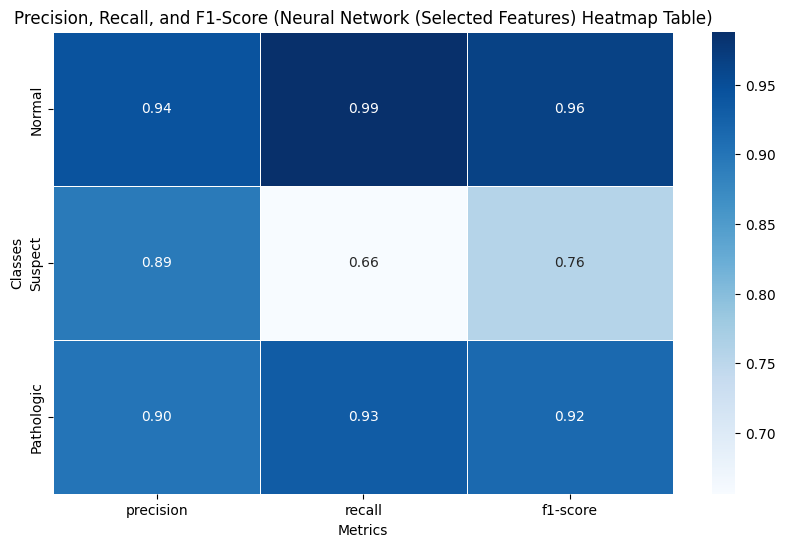 Precision, Recall, and F1-Score (Neural Network (Selected Features) Heatmap Table)
Classes
Normal
0.94 0.99 0.96
Suspect
0.89 0.66 0.76
Pathologic
0.90 0.93 0.92
precision recall f1-score
Metrics
0.95
0.90
0.85
0.80
0.75
0.70